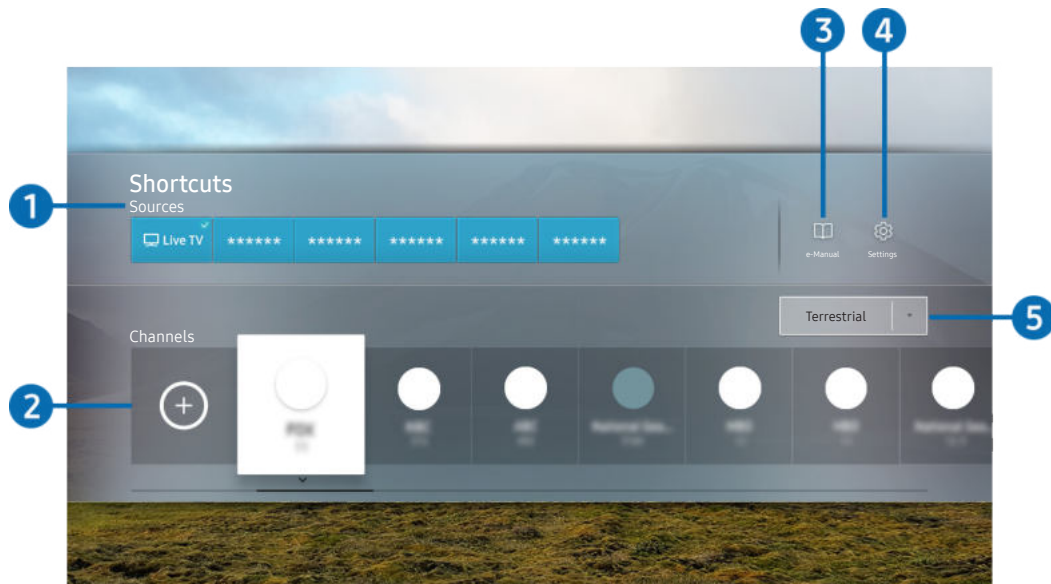 3 4
Shortcuts
1 Sources
Live TV ****** ****** ****** ****** ******
e-Manual Settings
Terrestrial 5
Channels
2